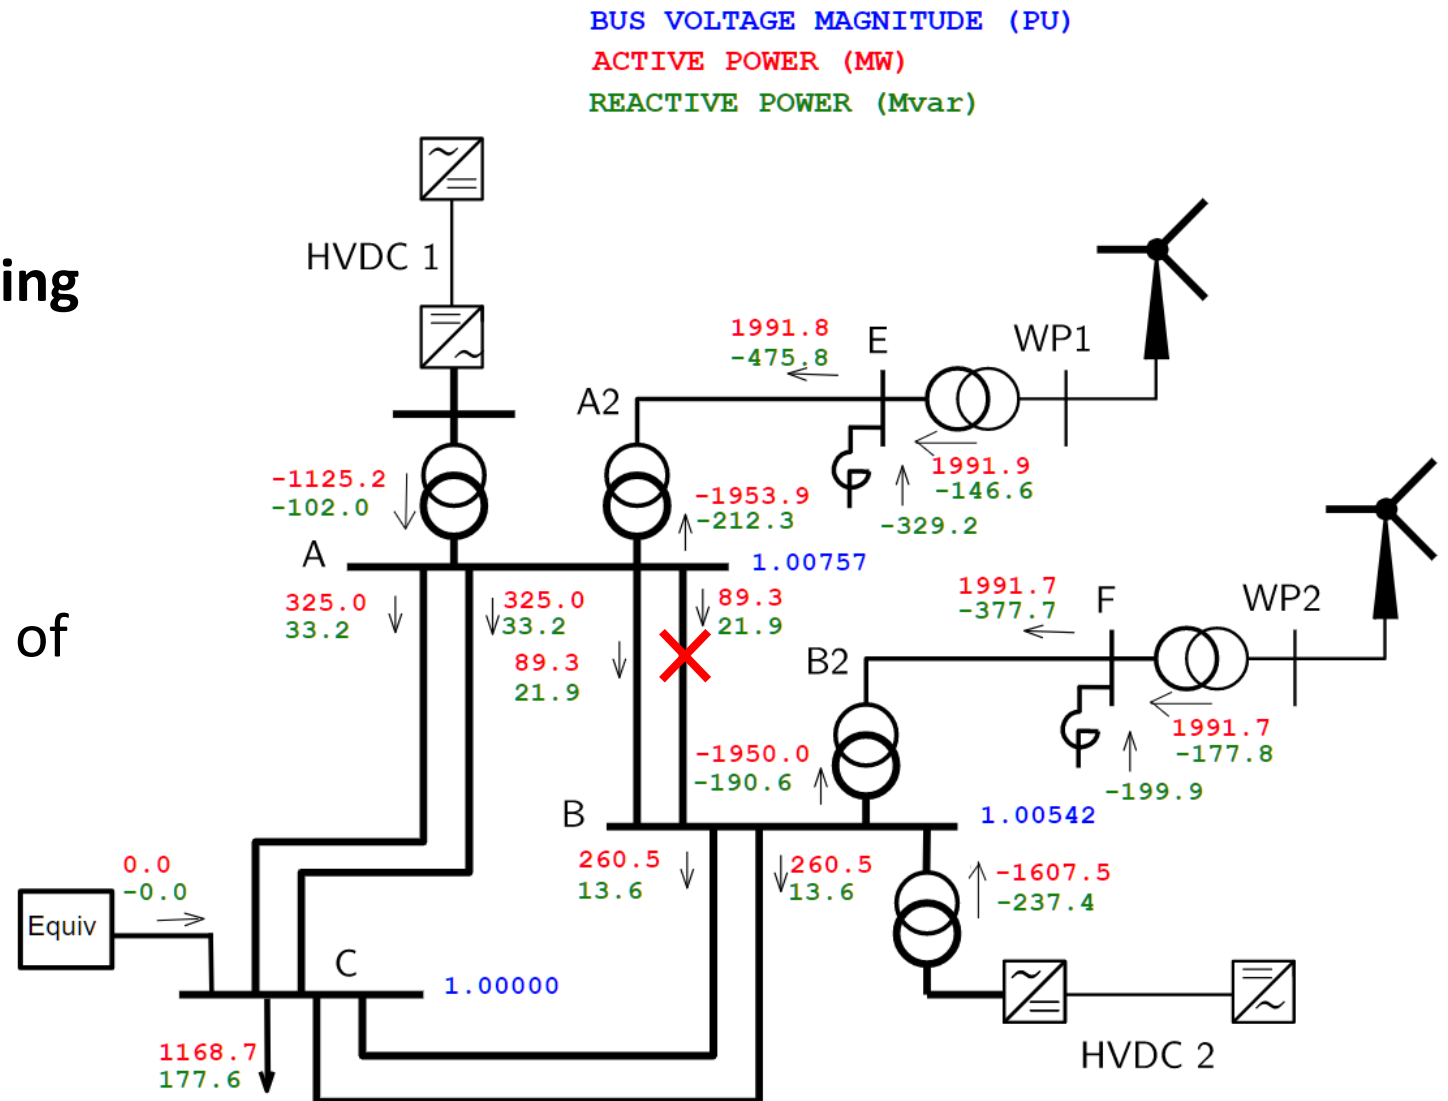 BUS VOLTAGE MAGNITUDE (PU)
ACTIVE POWER (MW)
REACTIVE POWER (Mvar)
HVDC 1
ing
1991.8
-475.8
E
WP1
A2
-1125.2
-102.0
-1953.9
-212.3
1991.9
-146.6
-329.2
A
1.00757
325.0
33.2
325.0
33.2
89.3
21.9
89.3
21.9
of
1991.7
-377.7
F
WP2
B2
-1950.0
-190.6
1991.7
-177.8
-199.9
B
1.00542
260.5
13.6
260.5
13.6
-1607.5
-237.4
0.0
-0.0
Equiv
C
1.00000
1168.7
177.6
HVDC 2